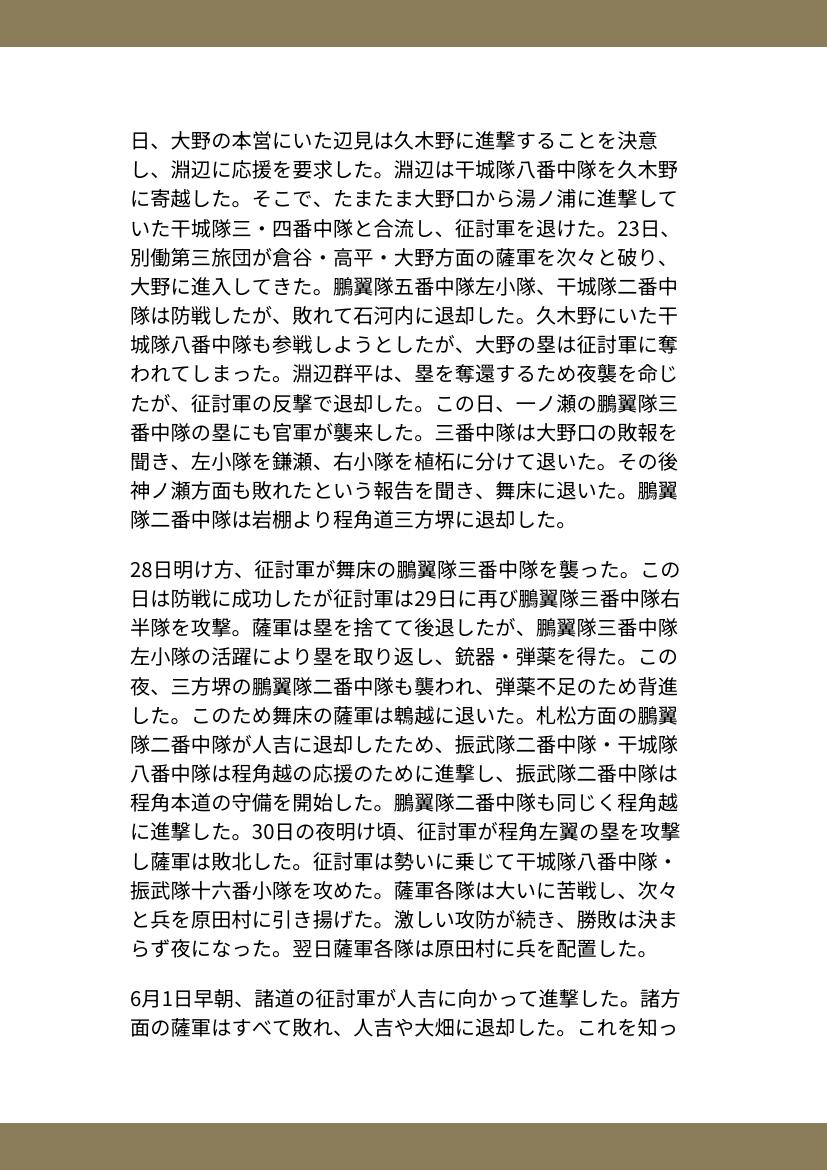 日、大野の本営にいた辺見は久木野に進撃することを決意
し、淵辺に応援を要求した。淵辺は干城隊八番中隊を久木野
に寄越した。そこで、たまたま大野口から湯ノ浦に進撃して
いた干城隊三・四番中隊と合流し、征討軍を退けた。23日、
別働第三旅団が倉谷・高平・大野方面の薩軍を次々と破り、
大野に進入してきた。鵬翼隊五番中隊左小隊、干城隊二番中
隊は防戦したが、敗れて石河内に退却した。久木野にいた干
城隊八番中隊も参戦しようとしたが、大野の塁は征討軍に奪
われてしまった。淵辺群平は、塁を奪還するため夜襲を命じ
たが、征討軍の反撃で退却した。この日、一ノ瀬の鵬翼隊三
番中隊の塁にも官軍が襲来した。三番中隊は大野口の敗報を
聞き、左小隊を鎌瀬、右小隊を植柘に分けて退いた。その後
神ノ瀬方面も敗れたという報告を聞き、舞床に退いた。鵬翼
隊二番中隊は岩棚より程角道三方堺に退却した。
28日明け方、征討軍が舞床の鵬翼隊三番中隊を襲った。この
日は防戦に成功したが征討軍は29日に再び鵬翼隊三番中隊右
半隊を攻撃。薩軍は塁を捨てて後退したが、鵬翼隊三番中隊
左小隊の活躍により塁を取り返し、銃器・弾薬を得た。この
夜、三方堺の鵬翼隊二番中隊も襲われ、弾薬不足のため背進
した。このため舞床の薩軍は鵯越に退いた。札松方面の鵬翼
隊二番中隊が人吉に退却したため、振武隊二番中隊・干城隊
八番中隊は程角越の応援のために進撃し、振武隊二番中隊は
程角本道の守備を開始した。鵬翼隊二番中隊も同じく程角越
に進撃した。30日の夜明け頃、征討軍が程角左翼の塁を攻撃
し薩軍は敗北した。征討軍は勢いに乗じて干城隊八番中隊・
振武隊十六番小隊を攻めた。薩軍各隊は大いに苦戦し、次々
と兵を原田村に引き揚げた。激しい攻防が続き、勝敗は決ま
らず夜になった。翌日薩軍各隊は原田村に兵を配置した。
6月1日早朝、諸道の征討軍が人吉に向かって進撃した。諸方
面の薩軍はすべて敗れ、人吉や大畑に退却した。これを知っ